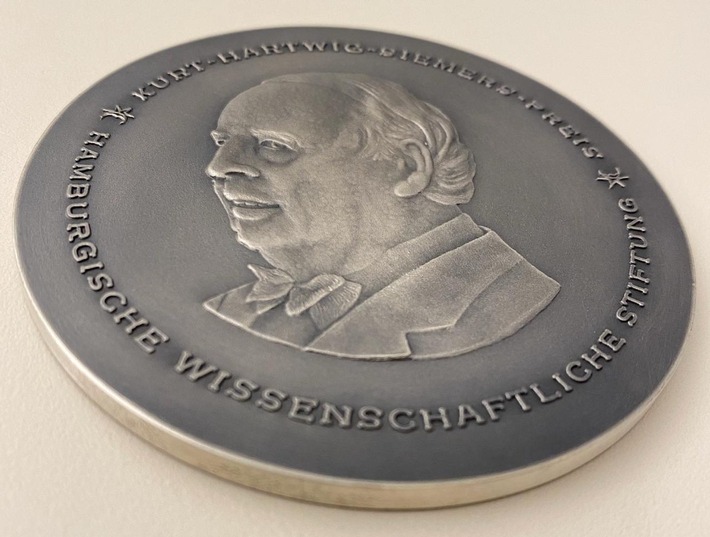 KURT-HARTWIG-SIEMERS-PREIS
HAMBURGISCHE WISSENSCHAFTLICHE STIFTUNG